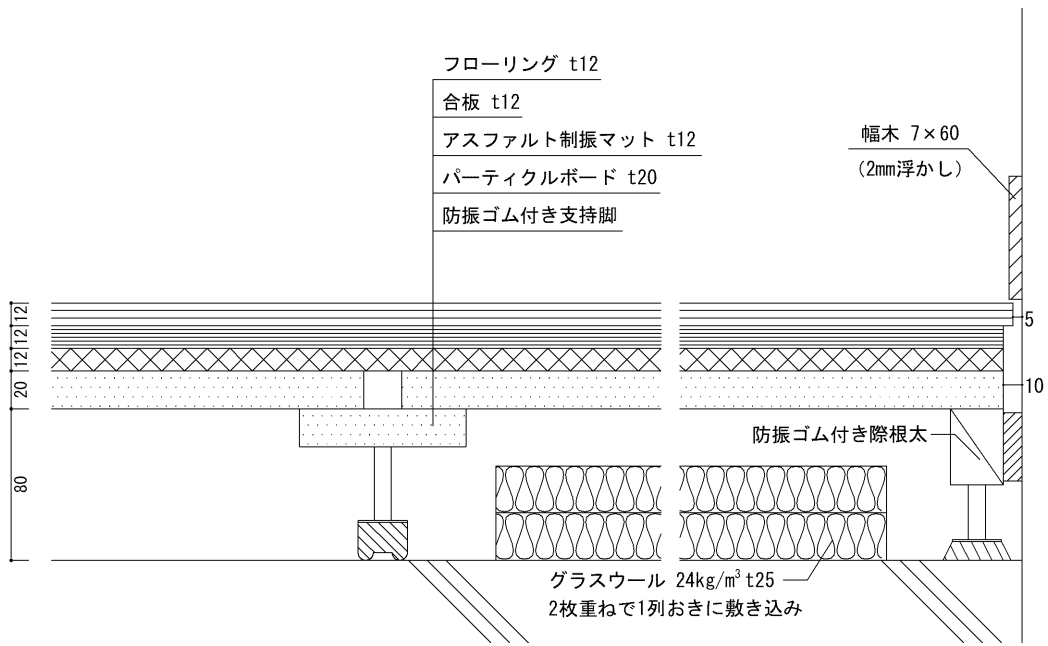 フローリング t12
合板 t12
アスファルト制振マット t12
パーティクルボード t20
防振ゴム付き支持脚
幅木 7×60
(2mm浮かし)
12
12
12
20
80
5
10
防振ゴム付き際根太
グラスウール 24kg/m³ t25
2枚重ねで1列おきに敷き込み